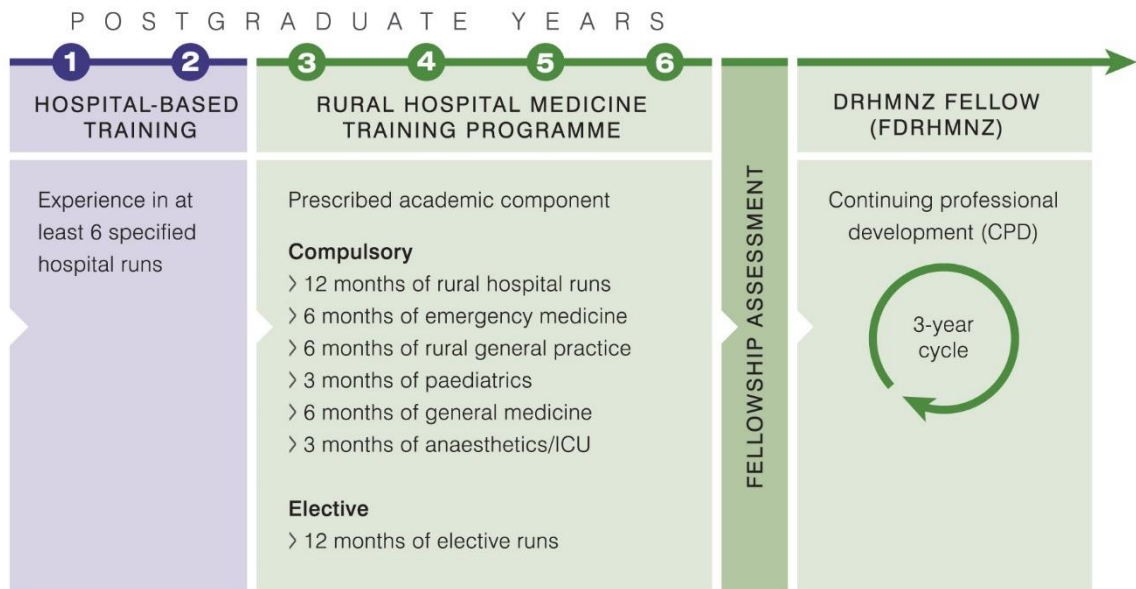 POSTGRADUATE YEARS
1 2 3 4 5 6
HOSPITAL-BASED
TRAINING
RURAL HOSPITAL MEDICINE
TRAINING PROGRAMME
DRHMNZ FELLOW
(FDRHMNZ)
Experience in at
least 6 specified
hospital runs
Prescribed academic component
Compulsory
> 12 months of rural hospital runs
> 6 months of emergency medicine
> 6 months of rural general practice
> 3 months of paediatrics
> 6 months of general medicine
> 3 months of anaesthetics/ICU
Elective
> 12 months of elective runs
FELLOWSHIP ASSESSMENT
Continuing professional
development (CPD)
3-year
cycle